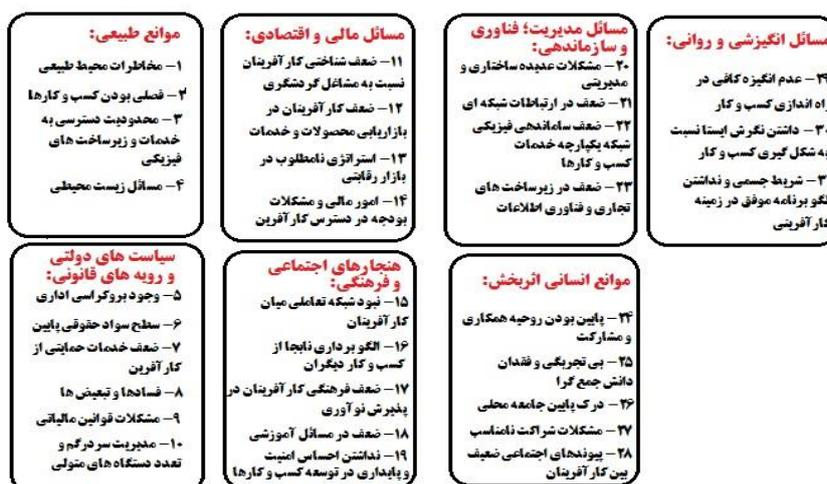 موانع طبیعی:
۱– مخاطرات محیط طبیعی
۲– فصلی بودن کسب و کارها
۳– محدودیت دسترسی به
خدمات و زیرساخت های
فیزیکی
۴– مسائل زیست محیطی
سیاست های دولتی
و رویه های قانونی:
۵– وجود بروکراسی اداری
۶– سطح سواد حقوقی پایین
۷– ضعف خدمات حمایتی از
کارآفرین
۸– فسادها و تبعیض ها
۹– مشکلات قوانین مالیاتی
۱۰– مدیریت سردرگم و
تعدد دستگاه های متولی
مسائل مالی و اقتصادی:
۱۱– ضعف شناختی کارآفرینان
نسبت به مشاغل گردشگری
۱۲– ضعف کارآفرینان در
بازاریابی محصولات و خدمات
۱۳– استراتژی نامطلوب در
بازار رقابتی
۱۴– امور مالی و مشکلات
بودجه در دسترس کارآفرین
هنجارهای اجتماعی
و فرهنگی:
۱۵– نبود شبکه تعاملی میان
کارآفرینان
۱۶– الگو برداری نابجا از
کسب و کار دیگران
۱۷– ضعف فرهنگی کارآفرینان در
پذیرش نوآوری
۱۸– ضعف در مسائل آموزشی
۱۹– نداشتن احساس امنیت
و پایداری در توسعه کسب و کارها
مسائل مدیریت؛ فناوری
و سازماندهی:
۲۰– مشکلات عدیده ساختاری و
مدیریتی
۲۱– ضعف در ارتباطات شبکه ای
۲۲– ضعف ساماندهی فیزیکی
شبکه یکپارچه خدمات
کسب و کارها
۲۳– ضعف در زیرساخت های
تجاری و فناوری اطلاعات
موانع انسانی اثربخش:
۲۴– پایین بودن روحیه همکاری
و مشارکت
۲۵– بی تجربگی و فقدان
دانش جمع گرا
۲۶– درک پایین جامعه محلی
۲۷– مشکلات شراکت نامناسب
۲۸– پیوندهای اجتماعی ضعیف
بین کارآفرینان
مسائل انگیزشی و روانی:
۲۹– عدم انگیزه کافی در
راه اندازی کسب و کار
۳۰– داشتن نگرش ایستا نسبت
به شکل گیری کسب و کار
۳۱– شریط جسمی و نداشتن
الگو برنامه موفق در زمینه
کارآفرینی